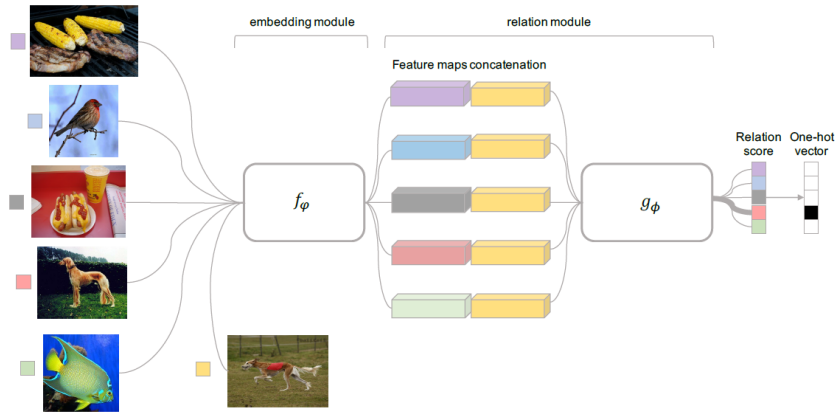 embedding module
relation module
Feature maps concatenation
Relation
score
One-hot
vector
f𝜑
g𝜙